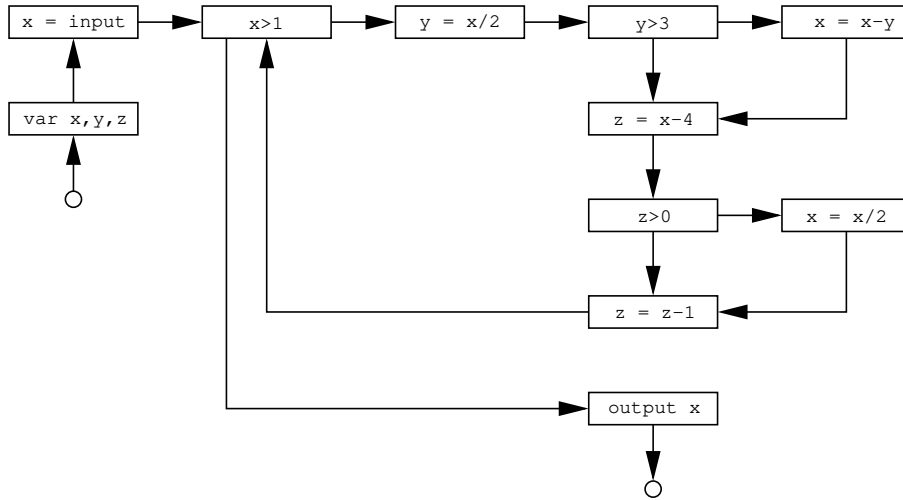 x = input
x>1
y = x/2
y>3
x = x−y
var x,y,z
z = x−4
z>0
x = x/2
z = z−1
output x